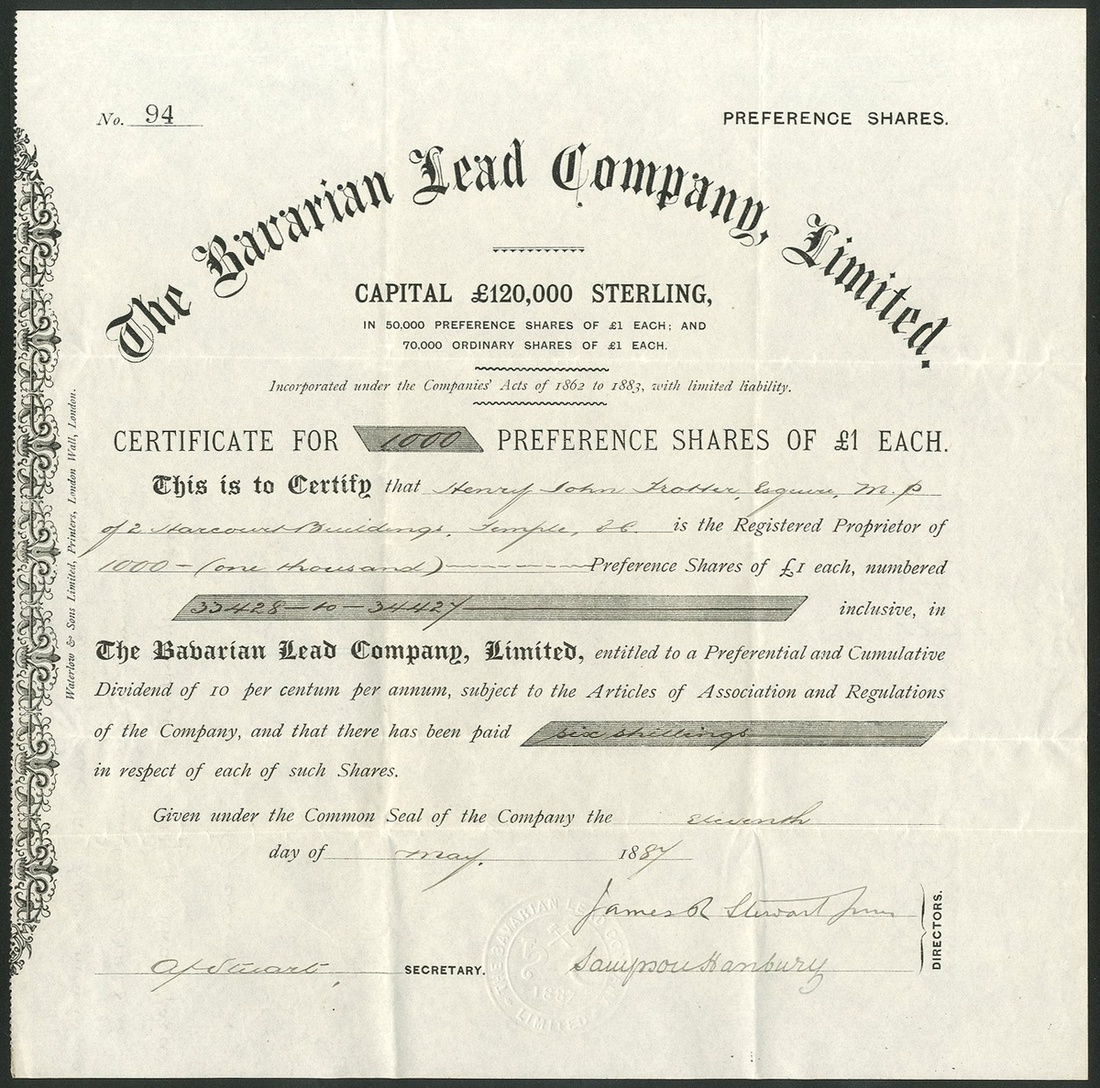 No. 94
PREFERENCE SHARES.
The Bavarian Lead Company, Limited.
CAPITAL £120,000 STERLING,
IN 50,000 PREFERENCE SHARES OF £1 EACH; AND
70,000 ORDINARY SHARES OF £1 EACH.
Incorporated under the Companies' Acts of 1862 to 1883, with limited liability.
CERTIFICATE FOR 1000 PREFERENCE SHARES OF £1 EACH.
This is to Certify that Henry John Trotter, Esquire, M.P
of 2 Harcourt Buildings, Temple, E.C. is the Registered Proprietor of
1000 – (one thousand) Preference Shares of £1 each, numbered
33428 – to – 34427 inclusive, in
The Bavarian Lead Company, Limited, entitled to a Preferential and Cumulative
Dividend of 10 per centum per annum, subject to the Articles of Association and Regulations
of the Company, and that there has been paid six shillings
in respect of each of such Shares.
Given under the Common Seal of the Company the eleventh
day of May. 1887
James R Stewart Junr
Sampson Hanbury
DIRECTORS.
Stuart, SECRETARY.
THE BAVARIAN LEAD COMPANY LIMITED
1887
Waterlow & Sons Limited, Printers, London Wall, London.